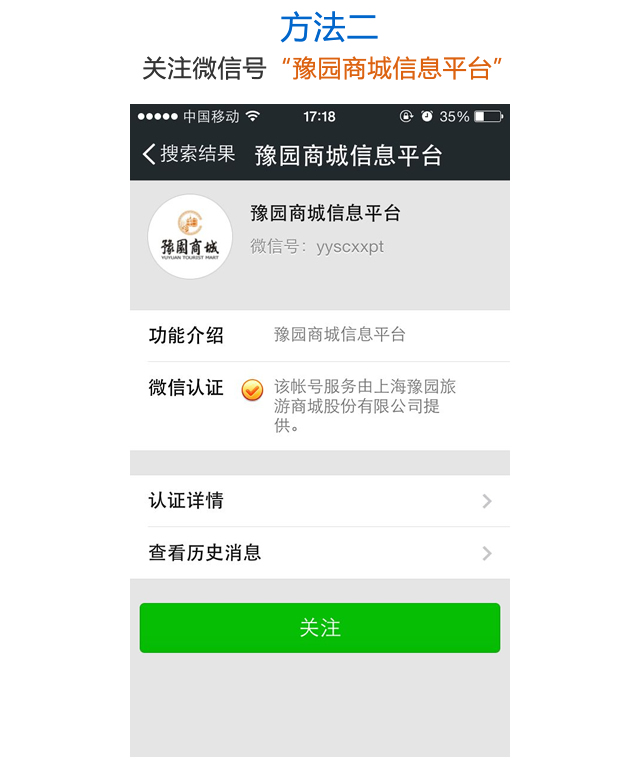 方法二
关注微信号“豫园商城信息平台”
中国移动 17:18 35%
搜索结果 豫园商城信息平台
豫園商城
YUYUAN TOURIST MART
豫园商城信息平台
微信号：yyscxxpt
功能介绍 豫园商城信息平台
微信认证 该帐号服务由上海豫园旅
游商城股份有限公司提
供。
认证详情
查看历史消息
关注